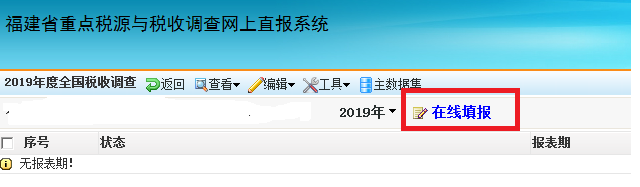 福建省重点税源与税收调查网上直报系统
2019年度全国税收调查 返回 查看 编辑 工具 主数据集
2019年 在线填报
序号 状态 报表期
无报表期!